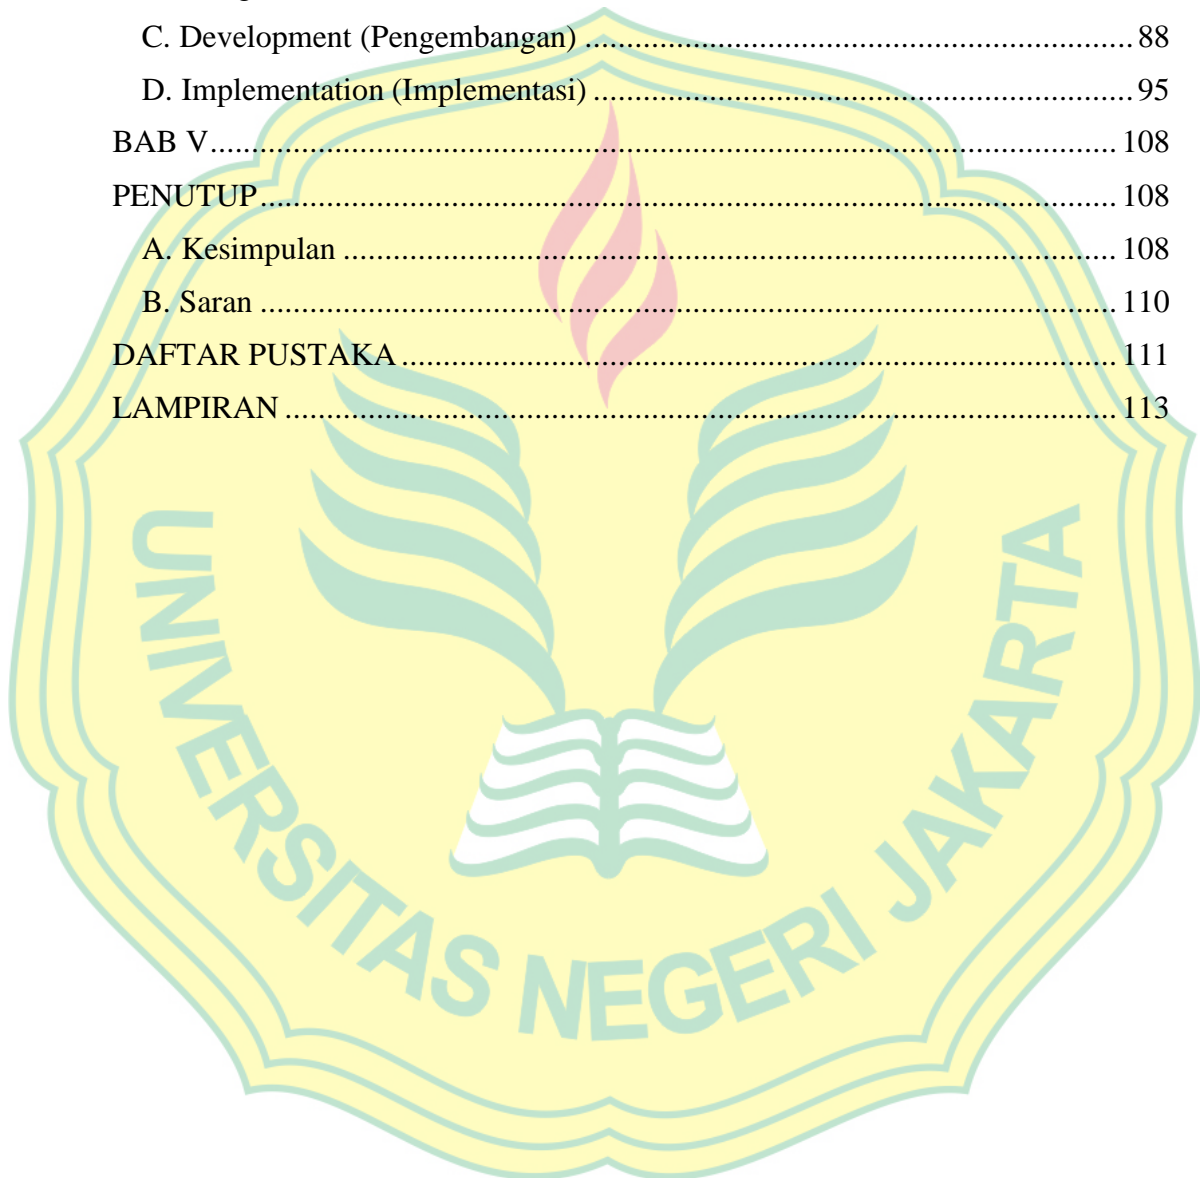 C. Development (Pengembangan) .................................................................. 88
D. Implementation (Implementasi) ................................................................. 95
BAB V............................................................................................................. 108
PENUTUP....................................................................................................... 108
A. Kesimpulan ............................................................................................. 108
B. Saran ....................................................................................................... 110
DAFTAR PUSTAKA...................................................................................... 111
LAMPIRAN .................................................................................................... 113
UNIVERSITAS NEGERI JAKARTA